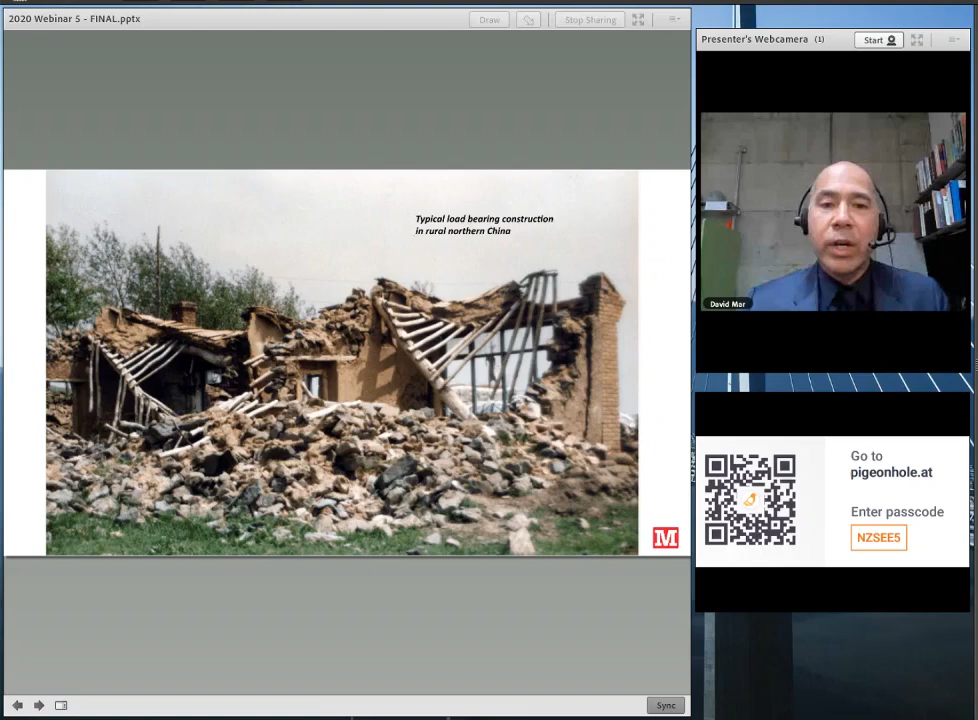 2020 Webinar 5 - FINAL.pptx
Draw
Stop Sharing
Typical load bearing construction
in rural northern China
M
Sync
Presenter's Webcamera (1)
Start
David Mar
Go to
pigeonhole.at
Enter passcode
NZSEE5